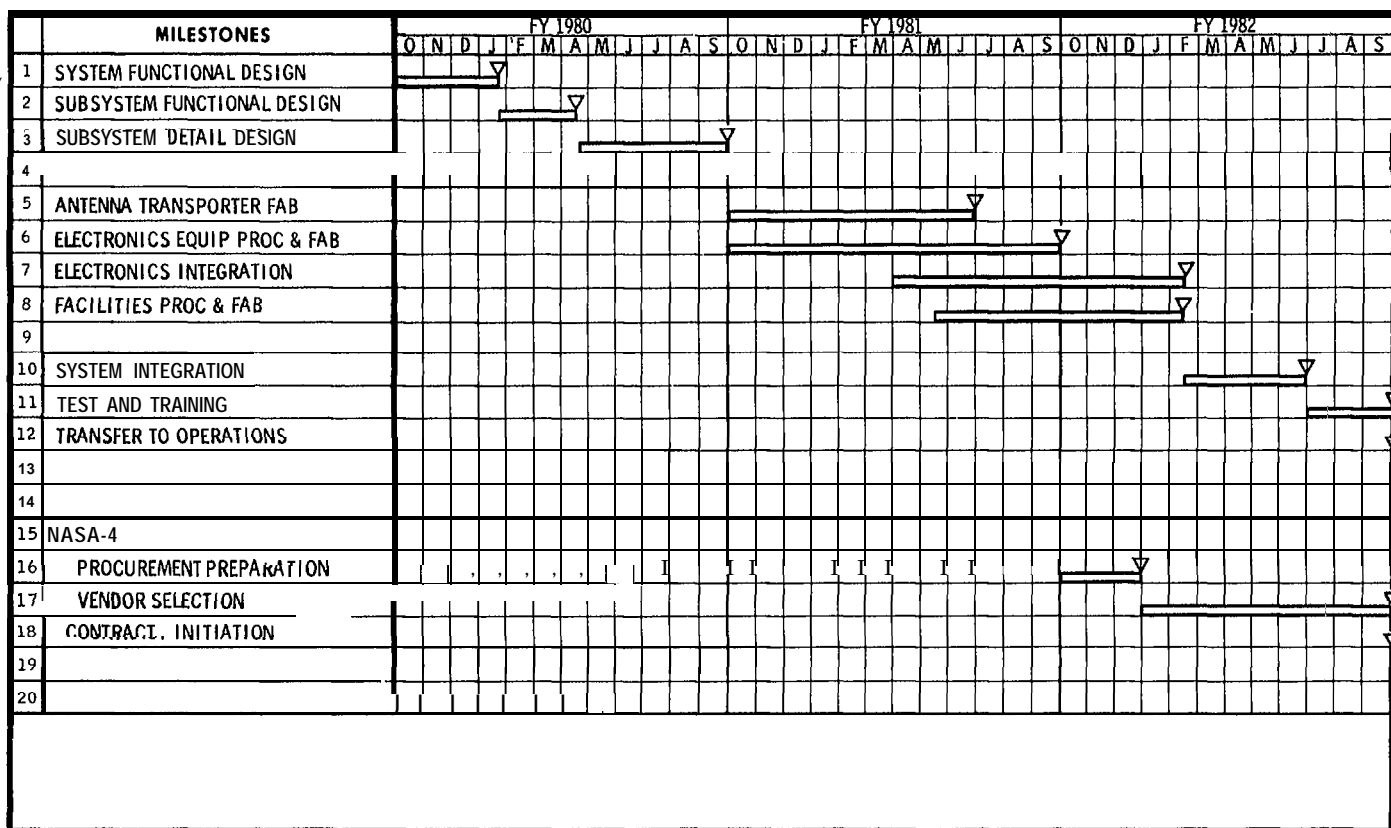 MILESTONES
FY 1980 FY 1981 FY 1982
O N D J F M A M J J A S O N D J F M A M J J A S O N D J F M A M J J A S
1 SYSTEM FUNCTIONAL DESIGN
2 SUBSYSTEM FUNCTIONAL DESIGN
3 SUBSYSTEM DETAIL DESIGN
4
5 ANTENNA TRANSPORTER FAB
6 ELECTRONICS EQUIP PROC & FAB
7 ELECTRONICS INTEGRATION
8 FACILITIES PROC & FAB
9
10 SYSTEM INTEGRATION
11 TEST AND TRAINING
12 TRANSFER TO OPERATIONS
13
14
15 NASA-4
16 PROCUREMENT PREPARATION
17 VENDOR SELECTION
18 CONTRACT. INITIATION
19
20